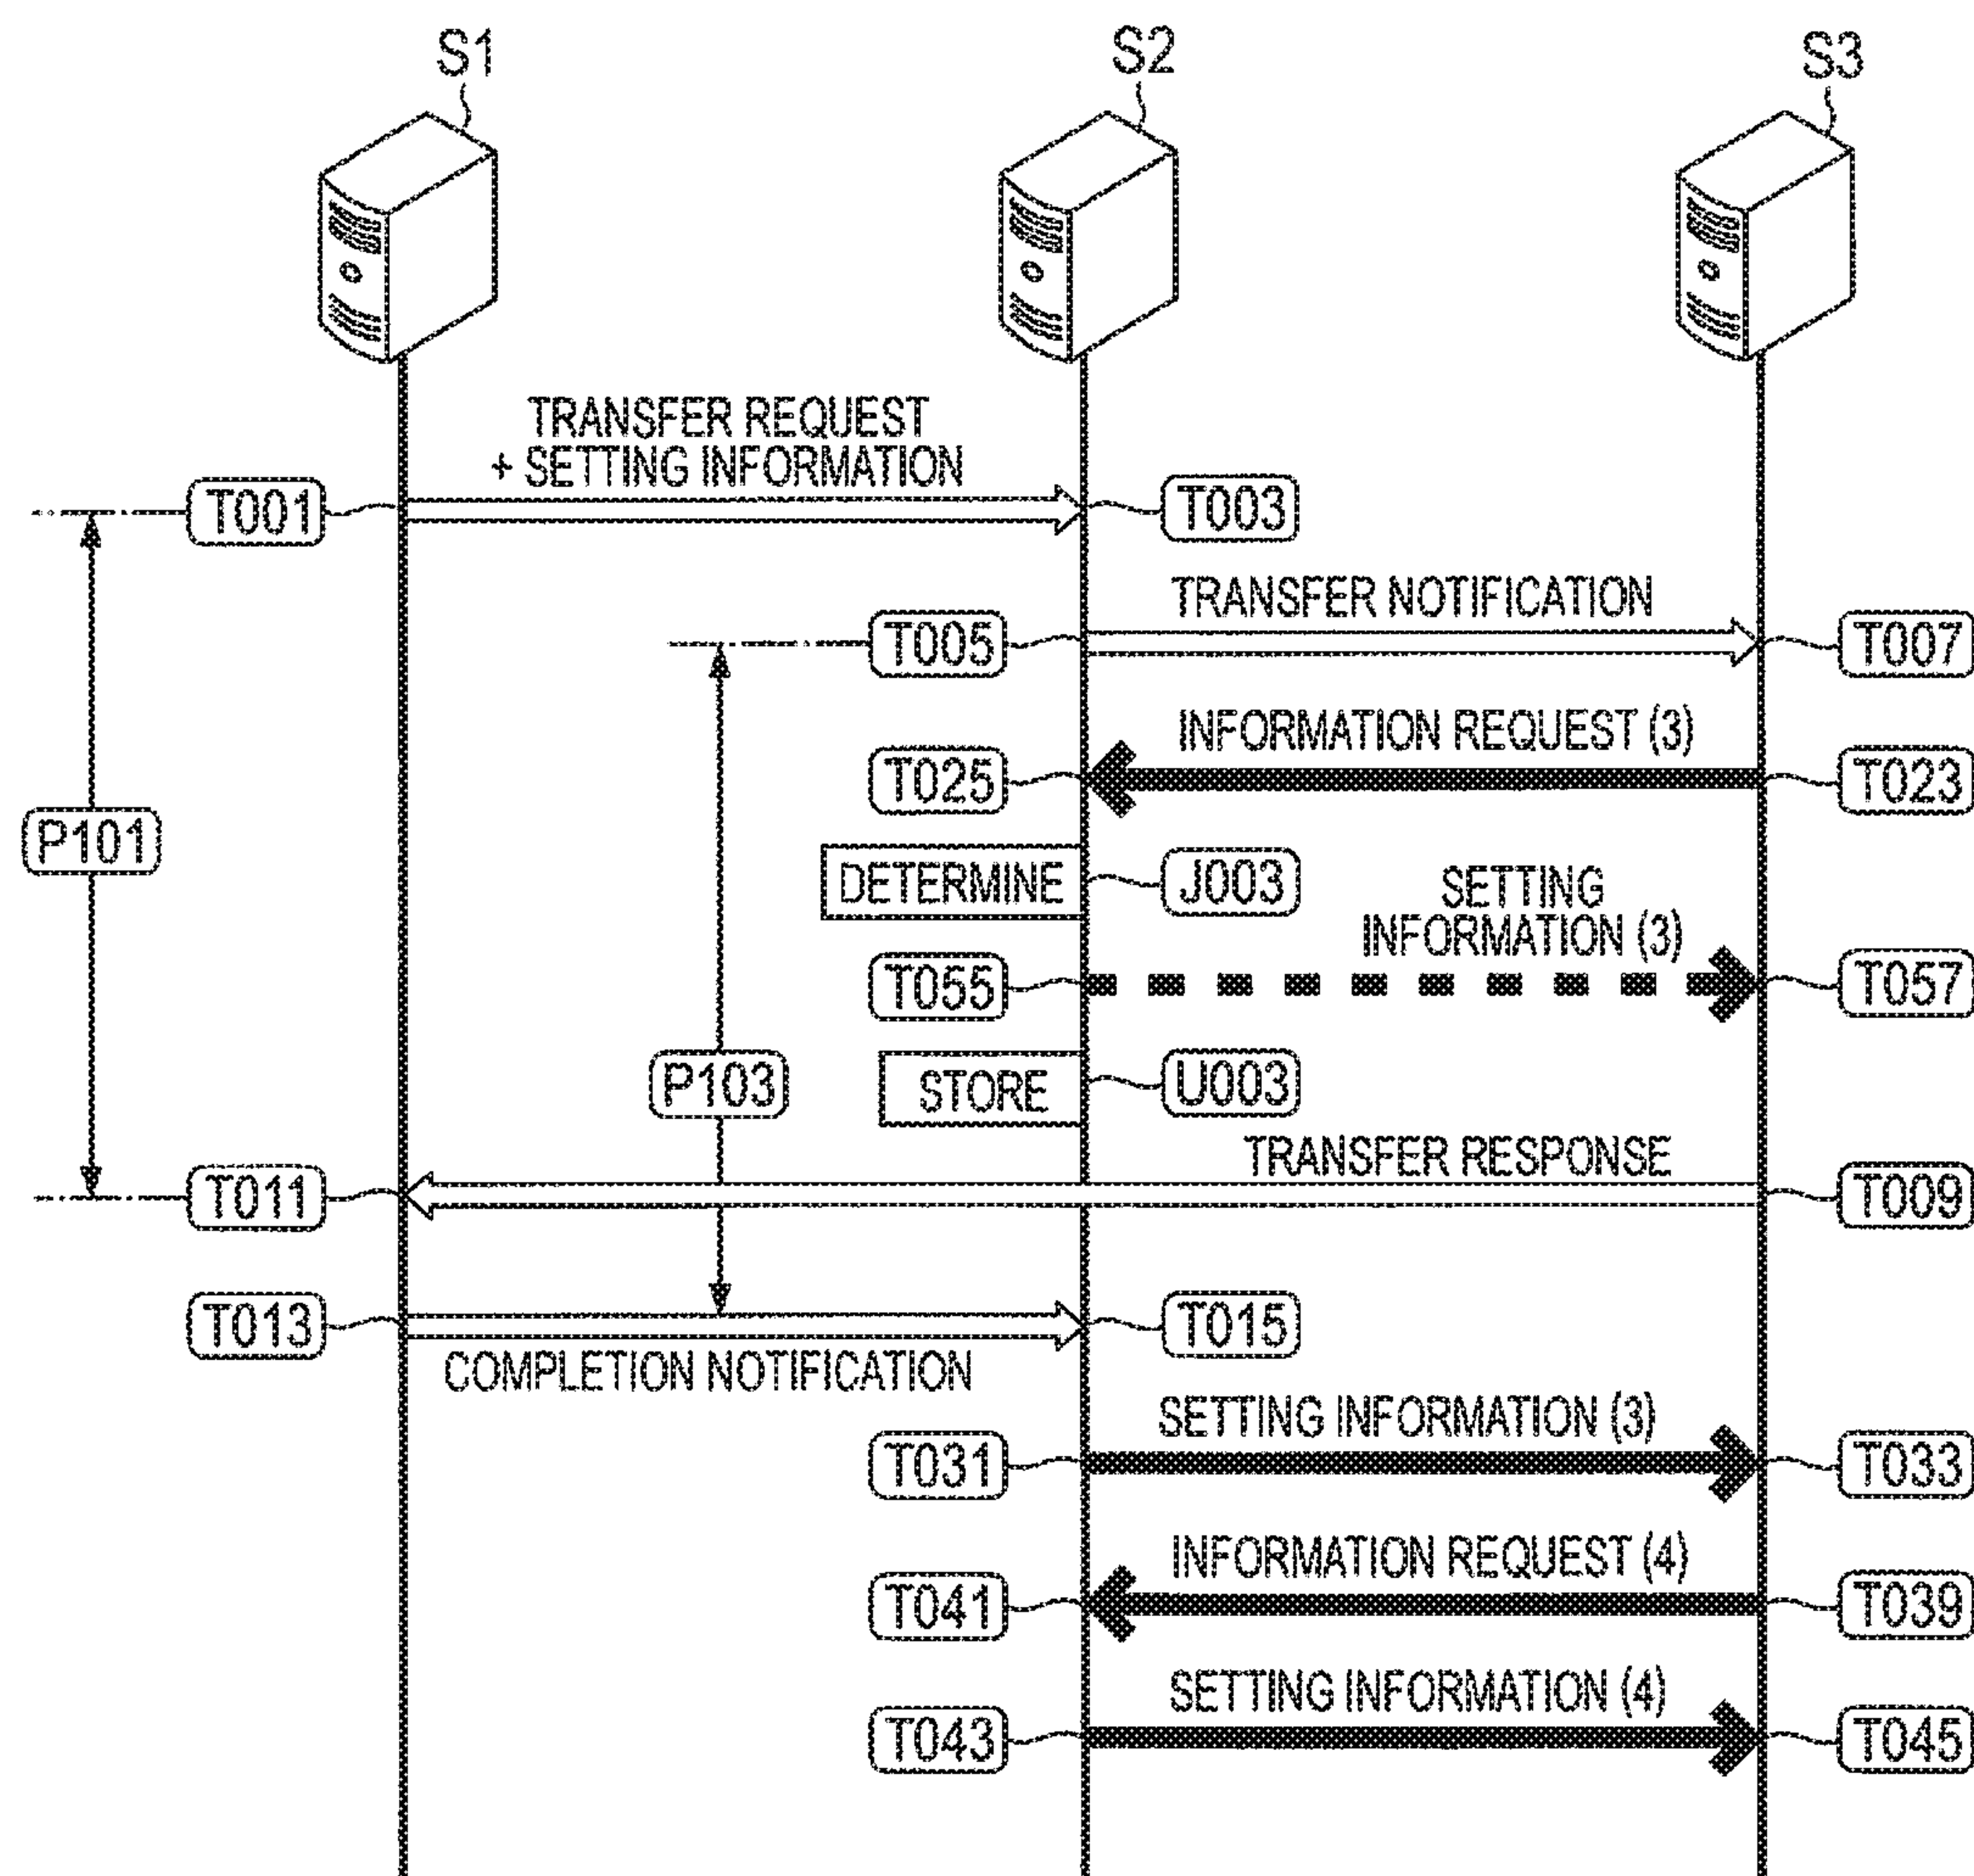 S1
S2
S3
TRANSFER REQUEST
+ SETTING INFORMATION
T001
T003
TRANSFER NOTIFICATION
T005
T007
INFORMATION REQUEST (3)
T025
T023
P101
DETERMINE
J003
SETTING
INFORMATION (3)
T055
T057
P103
STORE
U003
TRANSFER RESPONSE
T011
T009
T013
T015
COMPLETION NOTIFICATION
SETTING INFORMATION (3)
T031
T033
INFORMATION REQUEST (4)
T041
T039
SETTING INFORMATION (4)
T043
T045